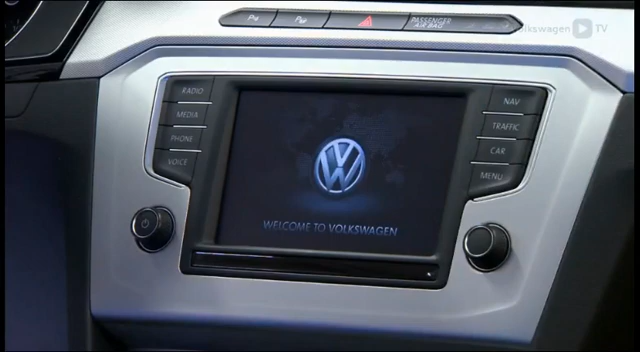 P
P
PASSENGER
AIR BAG
Volkswagen TV
RADIO
MEDIA
PHONE
VOICE
NAV
TRAFFIC
CAR
MENU
WELCOME TO VOLKSWAGEN